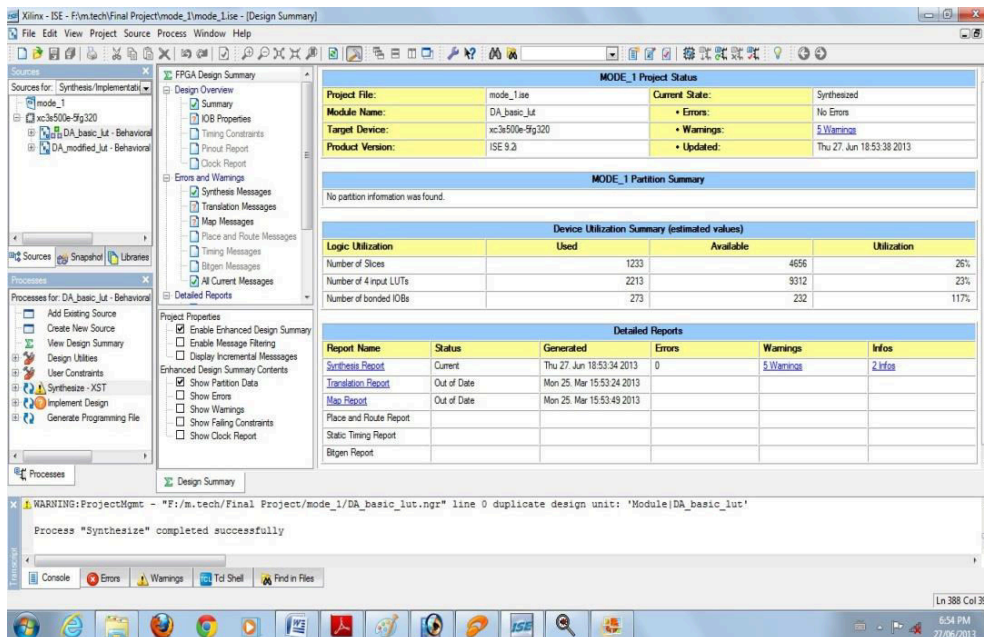 Xilinx - ISE - F:\m.tech\Final Project\mode_1\mode_1.ise - [Design Summary]
File Edit View Project Source Process Window Help
Sources
Sources for: Synthesis/Implementati
mode_1
xc3s500e-5fg320
DA_basic_lut - Behavioral
DA_modified_lut - Behavioral
Sources Snapshot Libraries
Processes
Processes for: DA_basic_lut - Behavioral
Add Existing Source
Create New Source
View Design Summary
Design Utilities
User Constraints
Synthesize - XST
Implement Design
Generate Programming File
Processes
FPGA Design Summary
Design Overview
Summary
IOB Properties
Timing Constraints
Pinout Report
Clock Report
Errors and Warnings
Synthesis Messages
Translation Messages
Map Messages
Place and Route Messages
Timing Messages
Bitgen Messages
All Current Messages
Detailed Reports
Project Properties
Enable Enhanced Design Summary
Enable Message Filtering
Display Incremental Messages
Enhanced Design Summary Contents
Show Partition Data
Show Errors
Show Warnings
Show Failing Constraints
Show Clock Report
Design Summary
MODE_1 Project Status
Project File: mode_1.ise Current State: Synthesized
Module Name: DA_basic_lut • Errors: No Errors
Target Device: xc3s500e-5fg320 • Warnings: 5 Warnings
Product Version: ISE 9.2i • Updated: Thu 27. Jun 18:53:38 2013
MODE_1 Partition Summary
No partition information was found.
Device Utilization Summary (estimated values)
Logic Utilization Used Available Utilization
Number of Slices 1233 4656 26%
Number of 4 input LUTs 2213 9312 23%
Number of bonded IOBs 273 232 117%
Detailed Reports
Report Name Status Generated Errors Warnings Infos
Synthesis Report Current Thu 27. Jun 18:53:34 2013 0 5 Warnings 2 Infos
Translation Report Out of Date Mon 25. Mar 15:53:24 2013
Map Report Out of Date Mon 25. Mar 15:53:49 2013
Place and Route Report
Static Timing Report
Bitgen Report
WARNING:ProjectMgmt - "F:/m.tech/Final Project/mode_1/DA_basic_lut.ngr" line 0 duplicate design unit: 'Module|DA_basic_lut'
Process "Synthesize" completed successfully
Transcript
Console Errors Warnings Tcl Shell Find in Files
Ln 388 Col 39
ISE
6:54 PM
27/06/2013